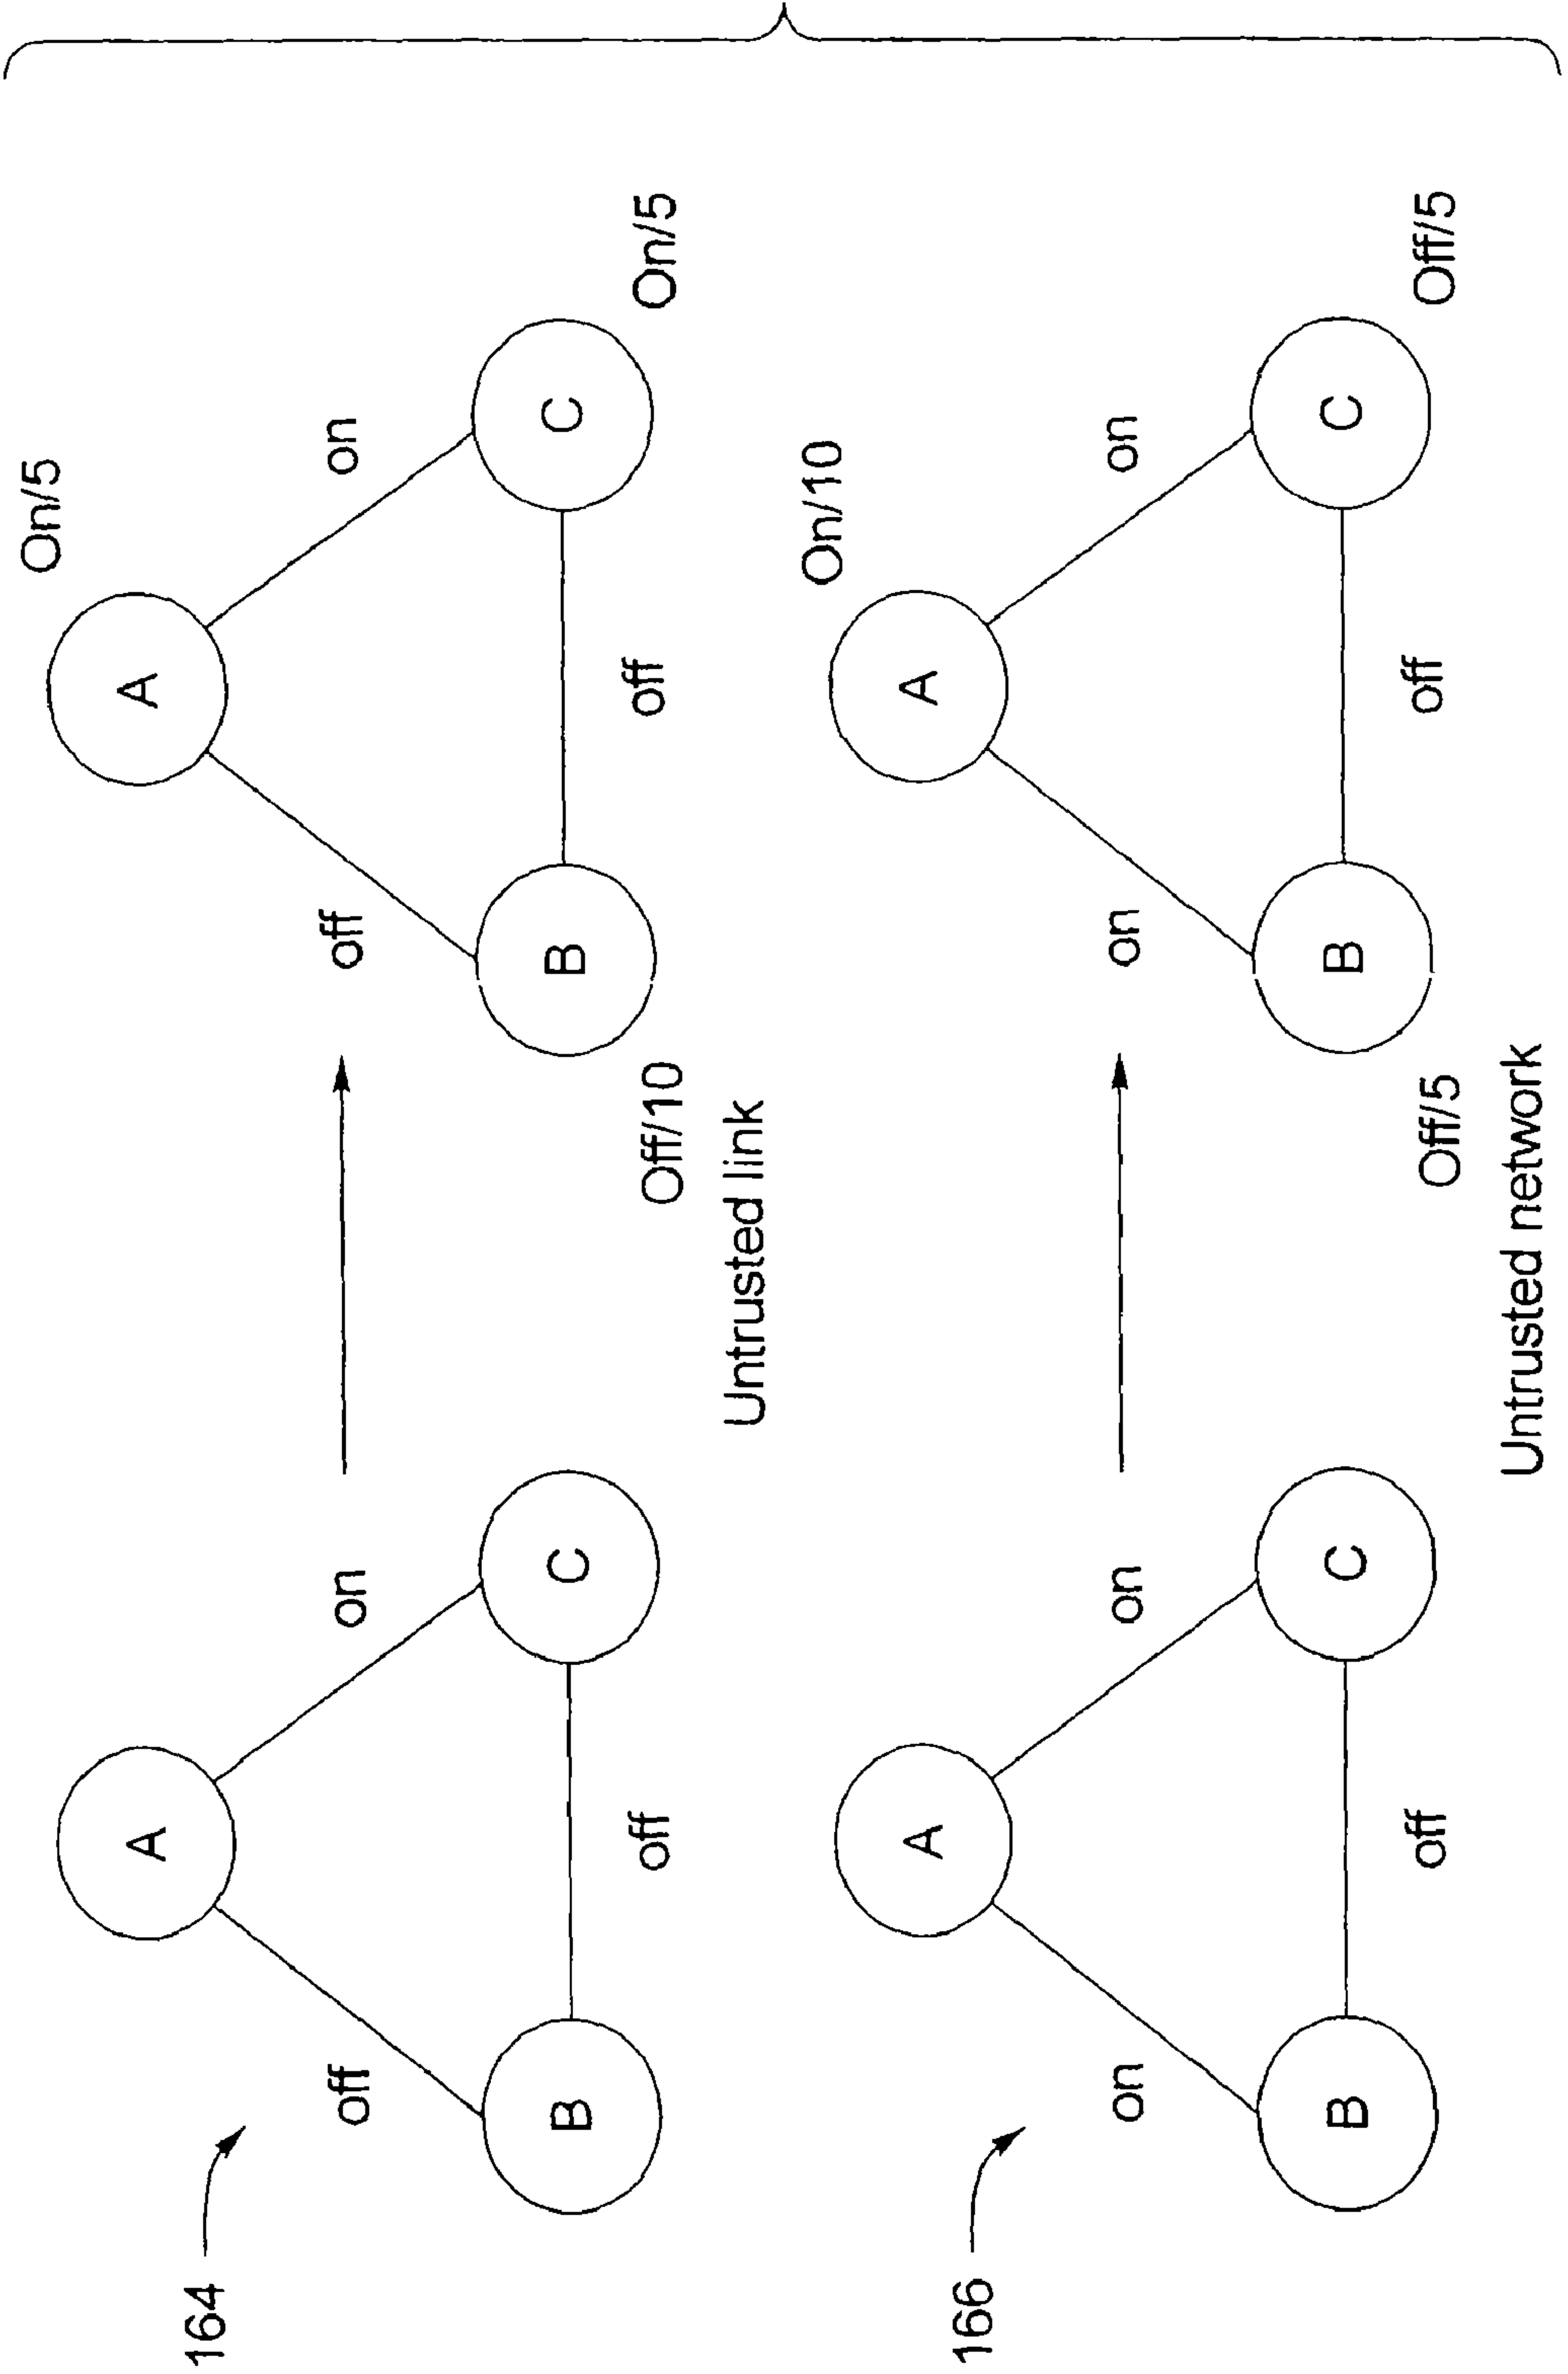 164
A
off
on
B
C
off
On/5
A
off
on
B
C
Off/10
off
On/5
Untrusted link
166
A
on
on
B
C
off
On/10
A
on
on
B
C
Off/5
off
Off/5
Untrusted network